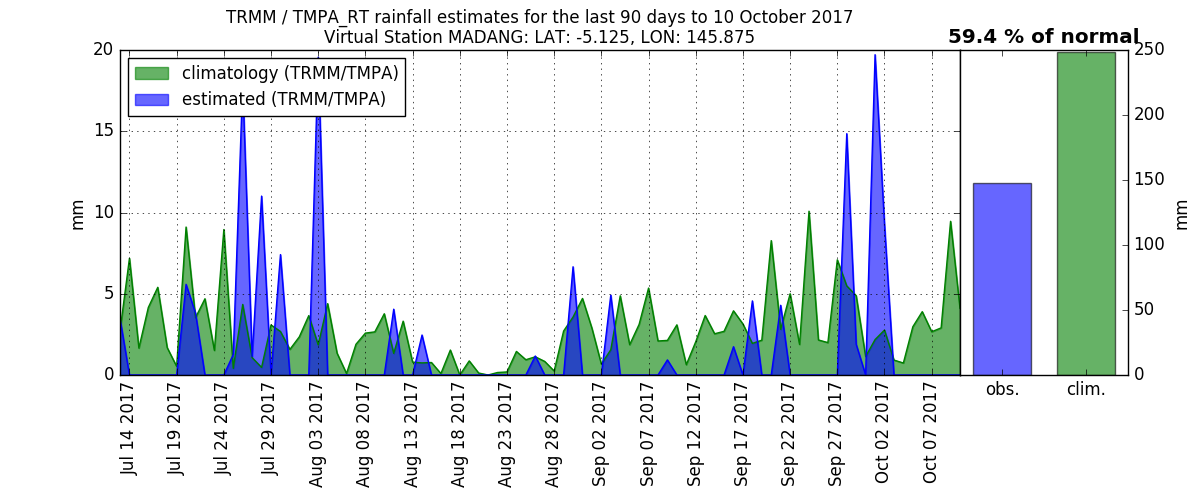 TRMM / TMPA_RT rainfall estimates for the last 90 days to 10 October 2017
Virtual Station MADANG: LAT: -5.125, LON: 145.875
59.4 % of normal
climatology (TRMM/TMPA)
estimated (TRMM/TMPA)
20
15
10
5
0
mm
250
200
150
100
50
0
mm
obs.
clim.
Jul 14 2017
Jul 19 2017
Jul 24 2017
Jul 29 2017
Aug 03 2017
Aug 08 2017
Aug 13 2017
Aug 18 2017
Aug 23 2017
Aug 28 2017
Sep 02 2017
Sep 07 2017
Sep 12 2017
Sep 17 2017
Sep 22 2017
Sep 27 2017
Oct 02 2017
Oct 07 2017